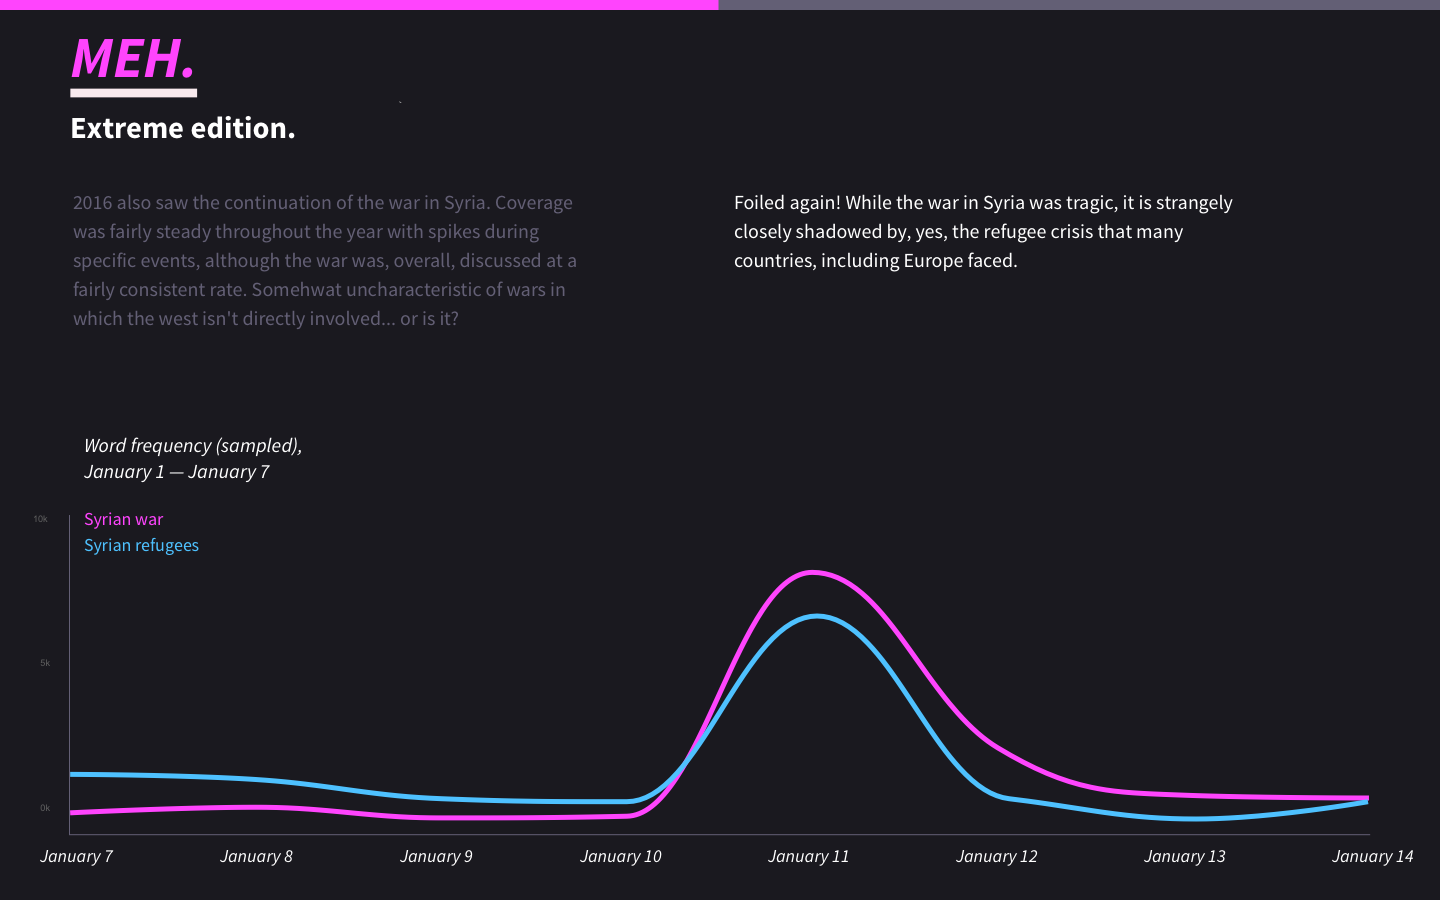 MEH.
Extreme edition.
2016 also saw the continuation of the war in Syria. Coverage
was fairly steady throughout the year with spikes during
specific events, although the war was, overall, discussed at a
fairly consistent rate. Somehwat uncharacteristic of wars in
which the west isn't directly involved... or is it?
Foiled again! While the war in Syria was tragic, it is strangely
closely shadowed by, yes, the refugee crisis that many
countries, including Europe faced.
Word frequency (sampled),
January 1 — January 7
Syrian war
Syrian refugees
10k
5k
0k
January 7
January 8
January 9
January 10
January 11
January 12
January 13
January 14